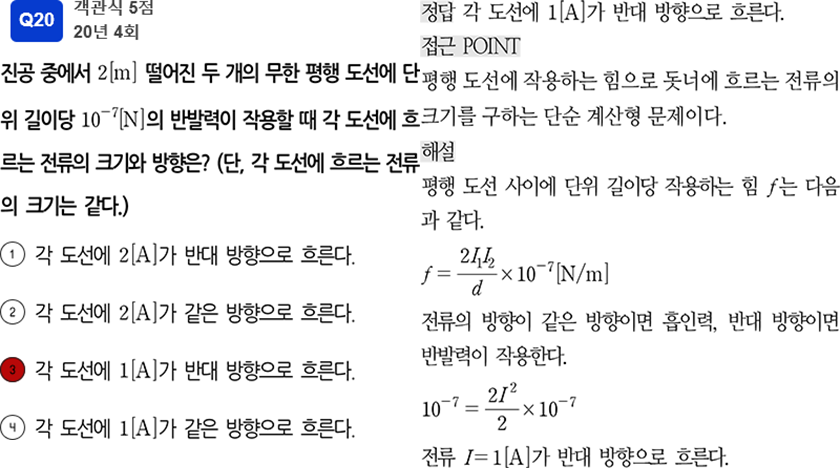 Q20
객관식 5점
20년 4회
진공 중에서 2[m] 떨어진 두 개의 무한 평행 도선에 단
위 길이당 10⁻⁷[N]의 반발력이 작용할 때 각 도선에 흐
르는 전류의 크기와 방향은? (단, 각 도선에 흐르는 전류
의 크기는 같다.)
① 각 도선에 2[A]가 반대 방향으로 흐른다.
② 각 도선에 2[A]가 같은 방향으로 흐른다.
③ 각 도선에 1[A]가 반대 방향으로 흐른다.
④ 각 도선에 1[A]가 같은 방향으로 흐른다.
정답 각 도선에 1[A]가 반대 방향으로 흐른다.
접근 POINT
평행 도선에 작용하는 힘으로 돗너에 흐르는 전류의
크기를 구하는 단순 계산형 문제이다.
해설
평행 도선 사이에 단위 길이당 작용하는 힘 f는 다음
과 같다.
f = 2I₁I₂/d × 10⁻⁷[N/m]
전류의 방향이 같은 방향이면 흡인력, 반대 방향이면
반발력이 작용한다.
10⁻⁷ = 2I²/2 × 10⁻⁷
전류 I = 1[A]가 반대 방향으로 흐른다.